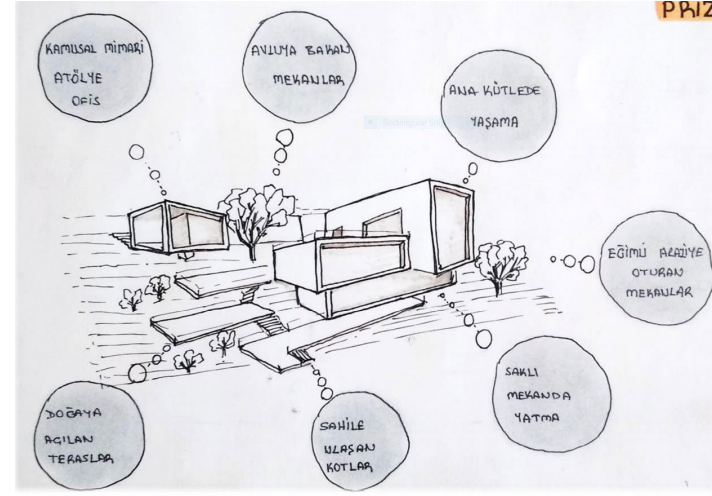 PRIZ
KAMUSAL MİMARİ
ATÖLYE
OFİS
AVLUYA BAKAN
MEKANLAR
ANA KÜTLEDE
YAŞAMA
EĞİMLİ ARAZİYE
OTURAN
MEKANLAR
SAKLI
MEKANDA
YATMA
SAHİLE
ULAŞAN
KOTLAR
DOĞAYA
AÇILAN
TERASLAR